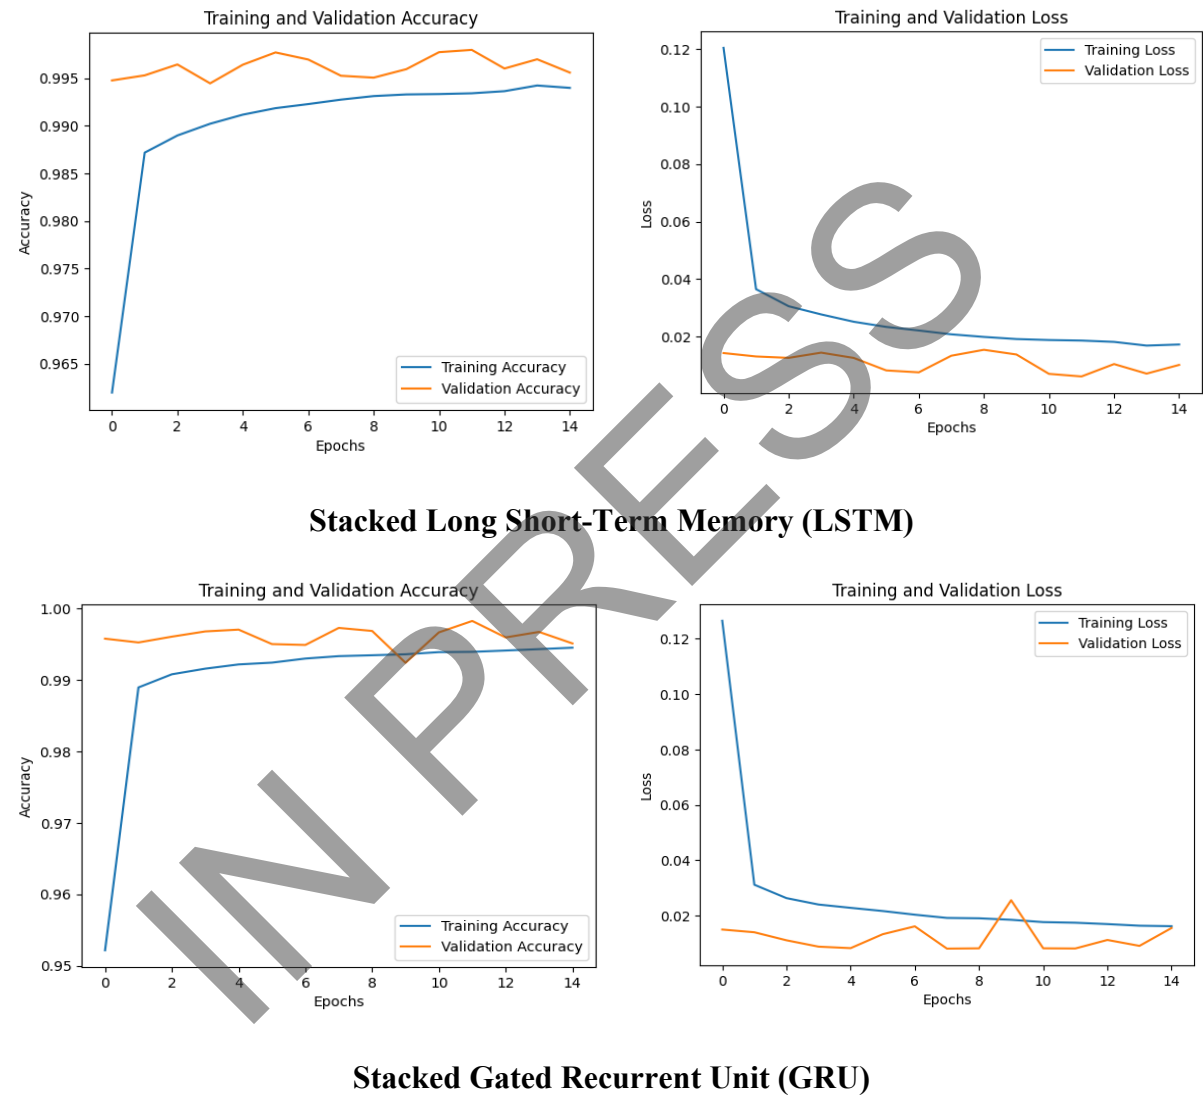 Training and Validation Accuracy
Accuracy
0.995
0.990
0.985
0.980
0.975
0.970
0.965
0 2 4 6 8 10 12 14
Epochs
Training Accuracy
Validation Accuracy
Training and Validation Loss
Loss
0.12
0.10
0.08
0.06
0.04
0.02
0 2 4 6 8 10 12 14
Epochs
Training Loss
Validation Loss
Stacked Long Short-Term Memory (LSTM)
Training and Validation Accuracy
Accuracy
1.00
0.99
0.98
0.97
0.96
0.95
0 2 4 6 8 10 12 14
Epochs
Training Accuracy
Validation Accuracy
Training and Validation Loss
Loss
0.12
0.10
0.08
0.06
0.04
0.02
0 2 4 6 8 10 12 14
Epochs
Training Loss
Validation Loss
Stacked Gated Recurrent Unit (GRU)
IN PRESS